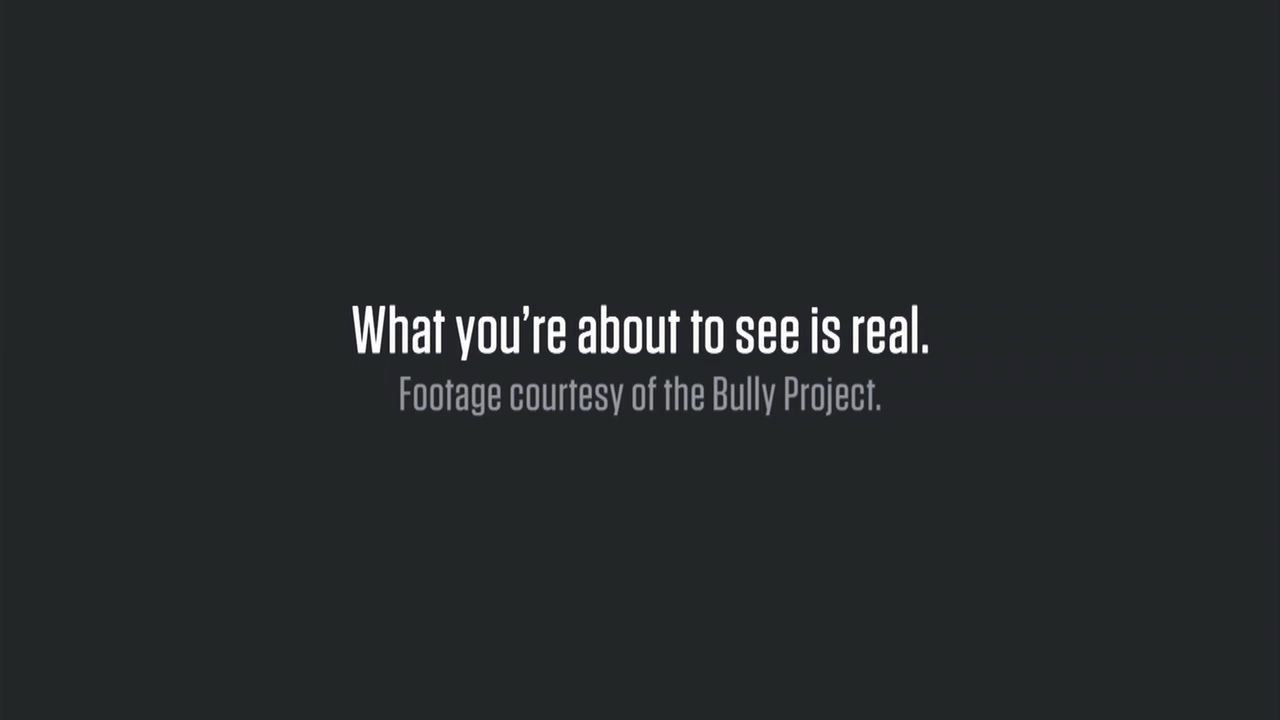 What you’re about to see is real.
Footage courtesy of the Bully Project.